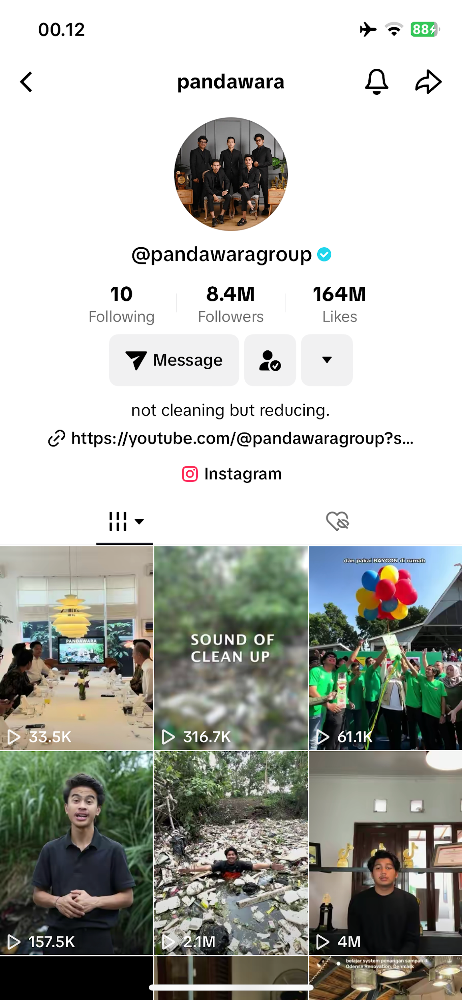 00.12
88
pandawara
@pandawaragroup
10
8.4M
164M
Following
Followers
Likes
Message
not cleaning but reducing.
https://youtube.com/@pandawaragroup?s...
Instagram
PANDAWARA
33.5K
SOUND OF
CLEAN UP
316.7K
dan pakai BAYGON di rumah
61.1K
157.5K
2.1M
4M
belajar system penangan sampah di
Odense Renovation, Denmark